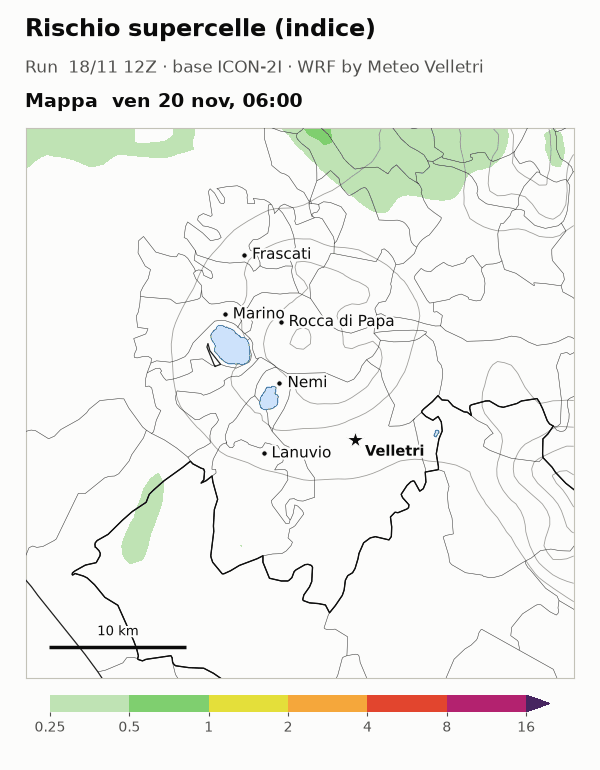 Rischio supercelle (indice)
Run  18/11 12Z · base ICON-2I · WRF by Meteo Velletri
Mappa  ven 20 nov, 06:00
Frascati
Marino
Rocca di Papa
Nemi
Velletri
Lanuvio
10 km
0.25 0.5 1 2 4 8 16